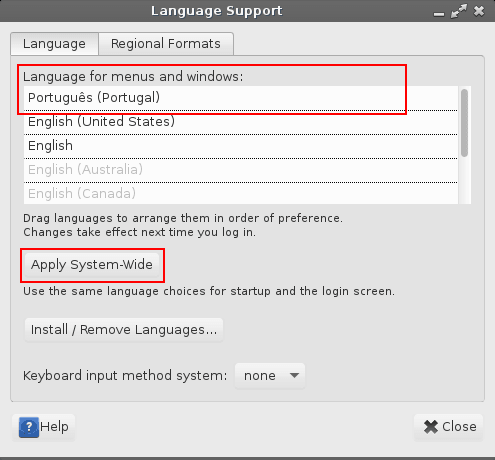 Language Support
Language
Regional Formats
Language for menus and windows:
Português (Portugal)
English (United States)
English
English (Australia)
English (Canada)
Drag languages to arrange them in order of preference.
Changes take effect next time you log in.
Apply System-Wide
Use the same language choices for startup and the login screen.
Install / Remove Languages...
Keyboard input method system: none
? Help
Close